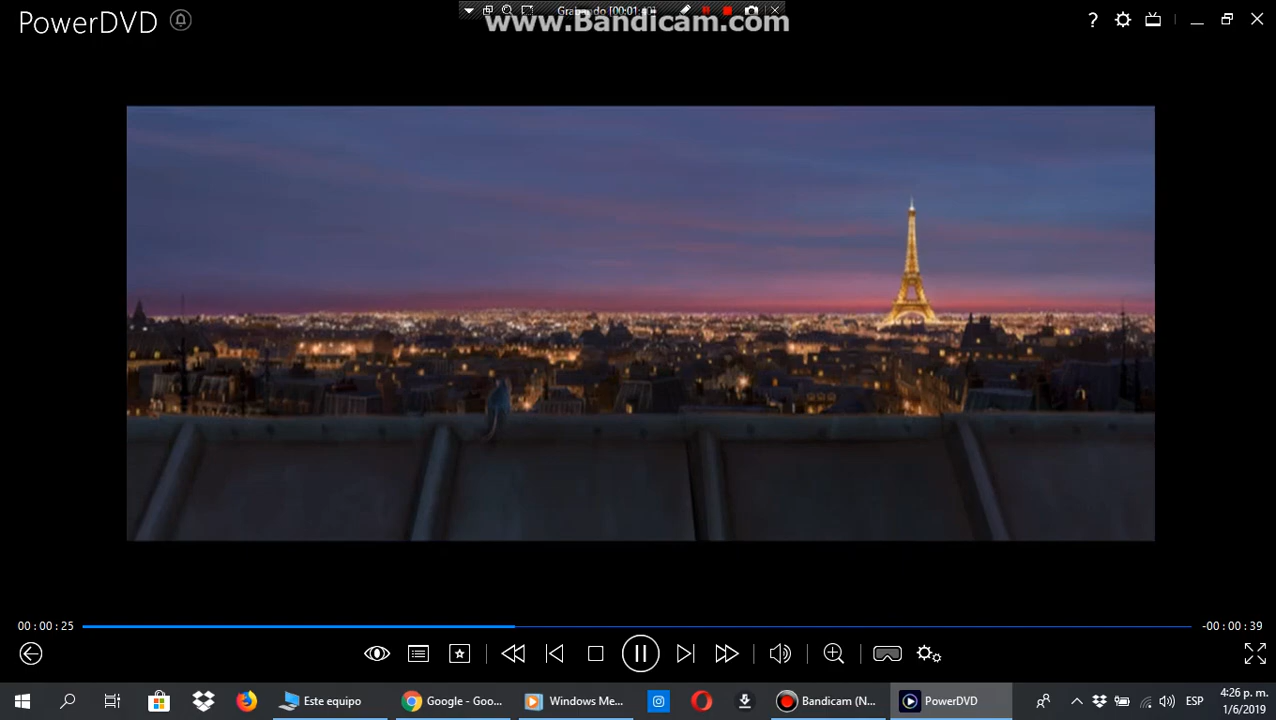 PowerDVD
www.Bandicam.com
?
00:00:25
-00:00:39
Este equipo
Google - Goo...
Windows Me...
Bandicam (N...
PowerDVD
ESP
4:26 p. m.
1/6/2019